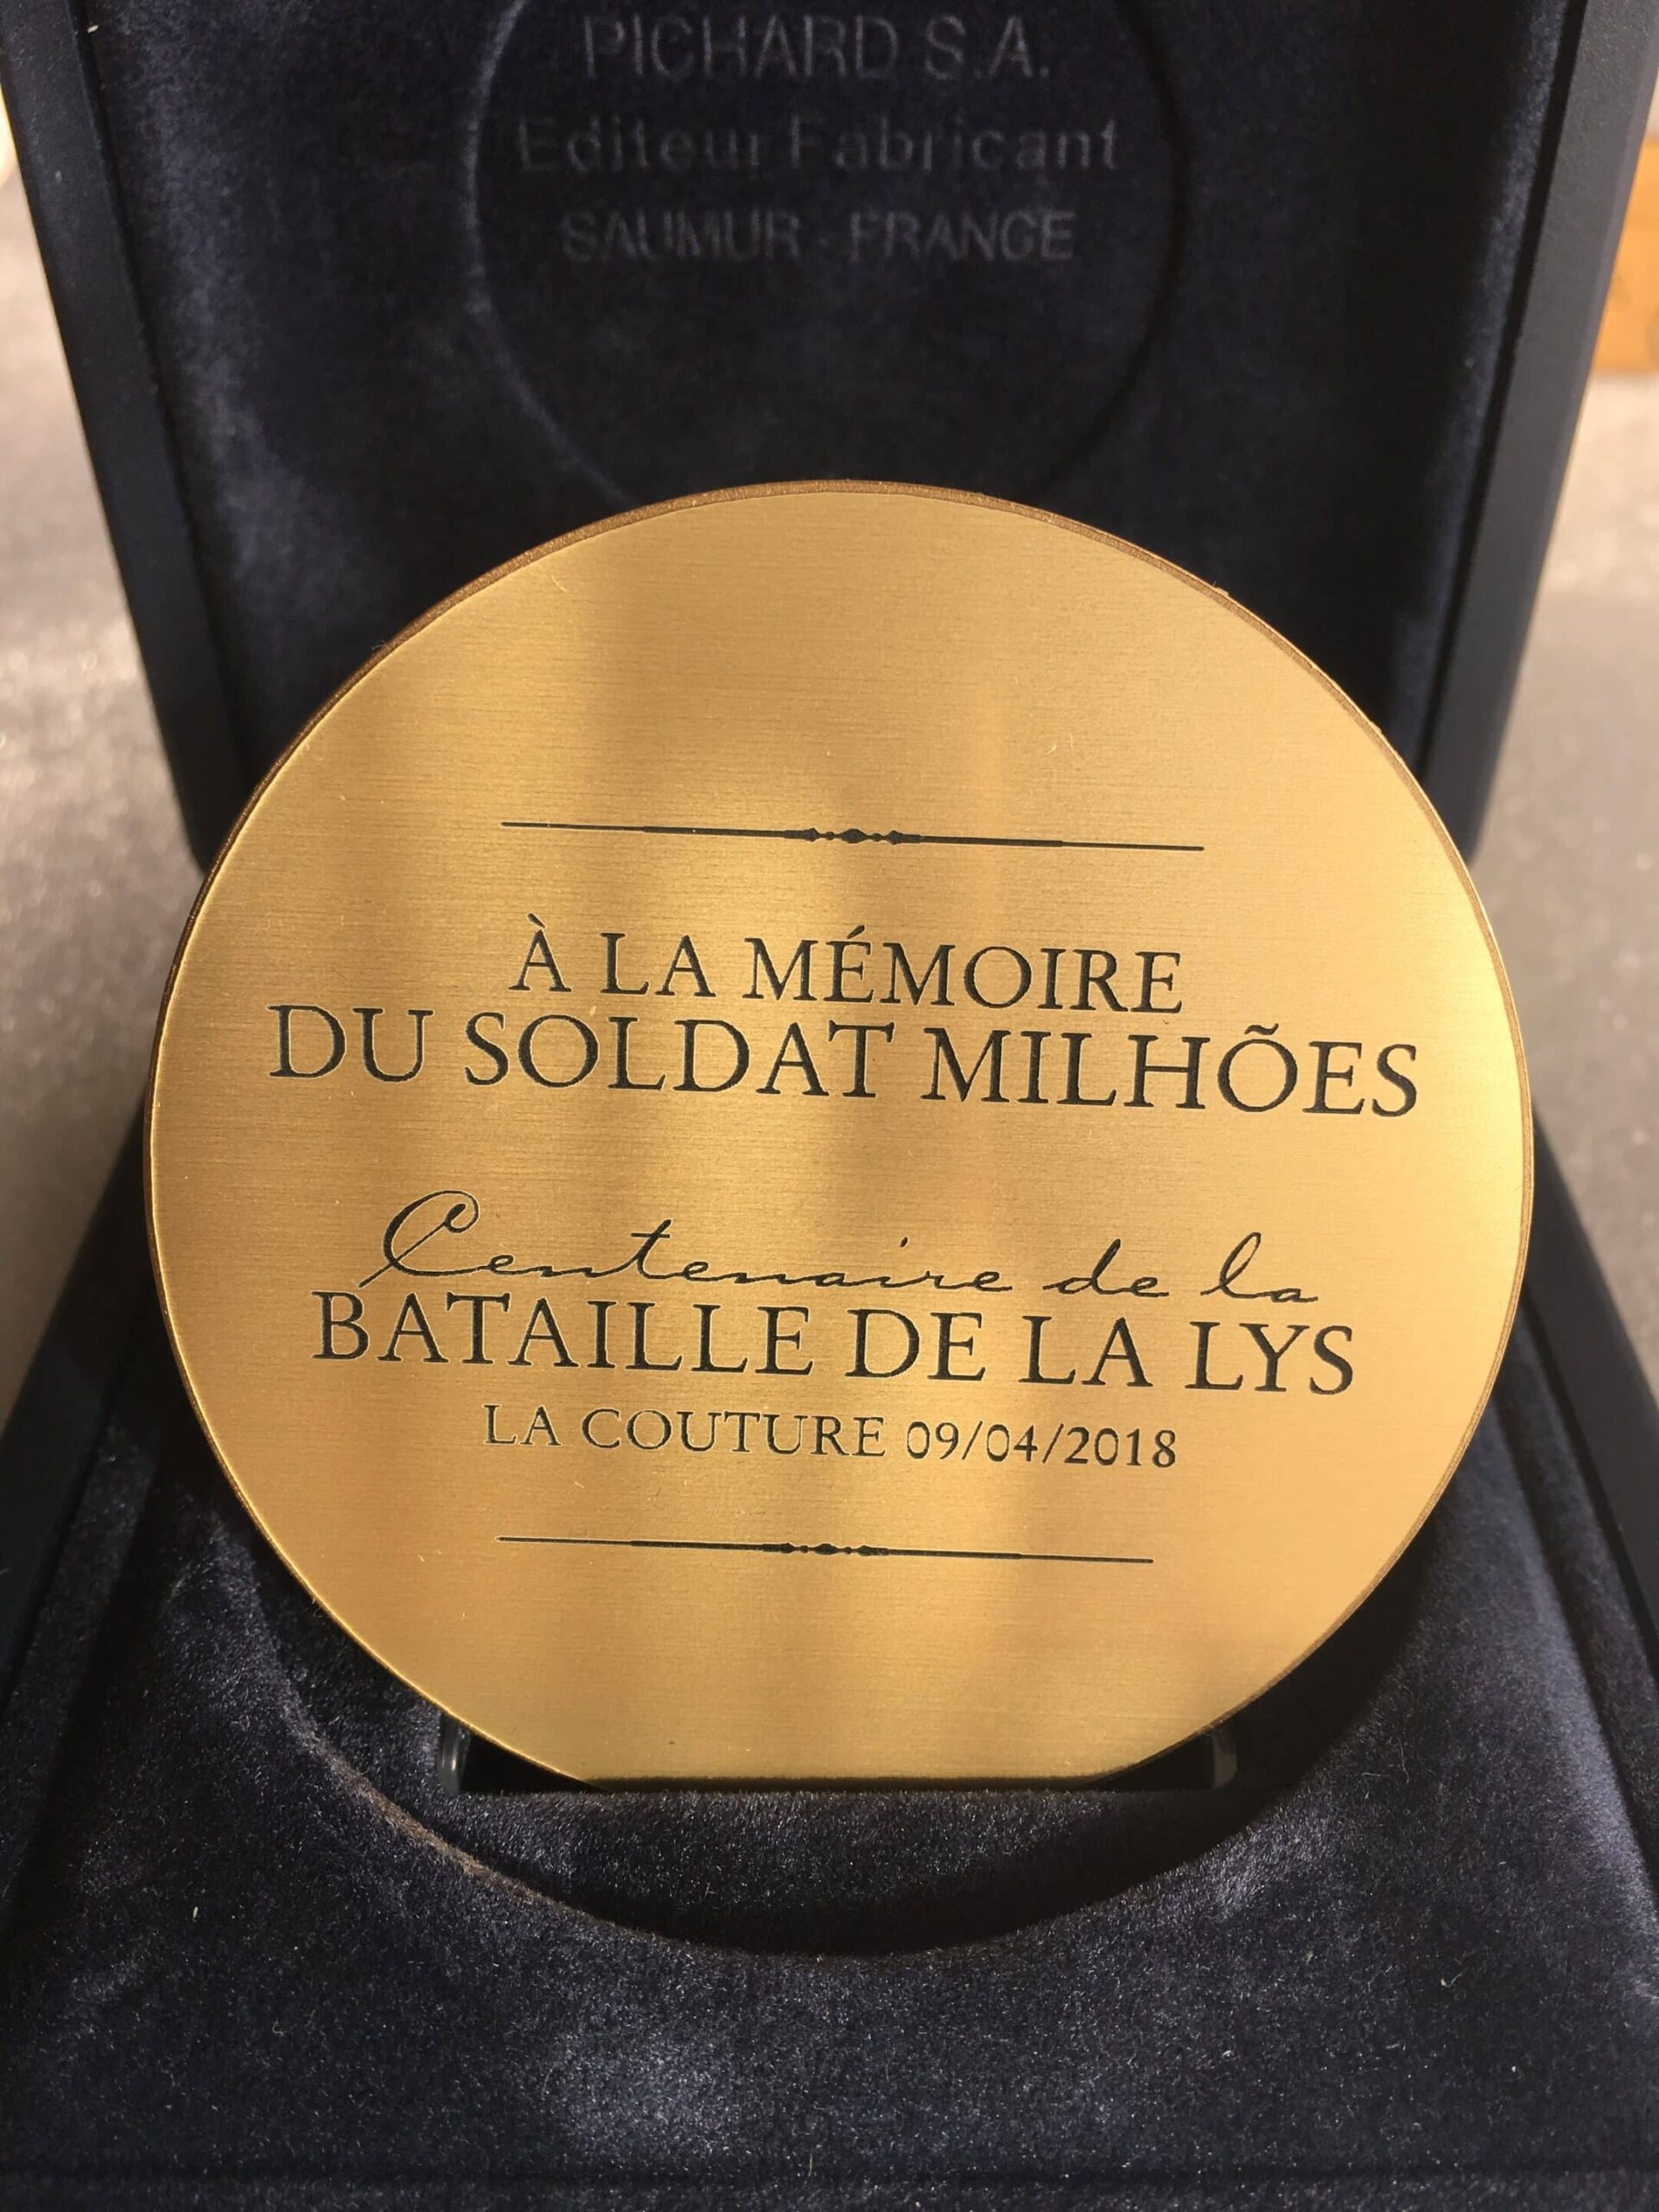 PICHARD S.A.
Editeur Fabricant
SAUMUR - FRANCE
À LA MÉMOIRE
DU SOLDAT MILHÕES
Centenaire de la
BATAILLE DE LA LYS
LA COUTURE 09/04/2018